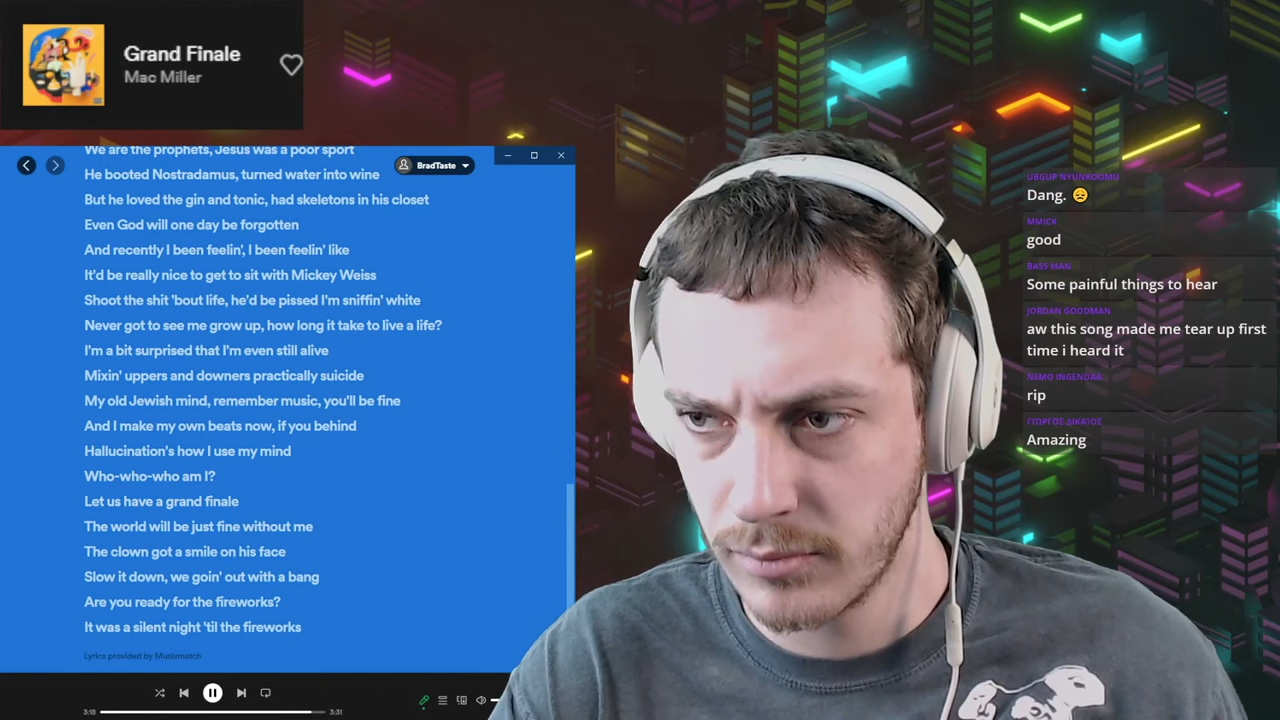 Grand Finale
Mac Miller
BradTaste
We are the prophets, Jesus was a poor sport
He booted Nostradamus, turned water into wine
But he loved the gin and tonic, had skeletons in his closet
Even God will one day be forgotten
And recently I been feelin', I been feelin' like
It'd be really nice to get to sit with Mickey Weiss
Shoot the shit 'bout life, he'd be pissed I'm sniffin' white
Never got to see me grow up, how long it take to live a life?
I'm a bit surprised that I'm even still alive
Mixin' uppers and downers practically suicide
My old Jewish mind, remember music, you'll be fine
And I make my own beats now, if you behind
Hallucination's how I use my mind
Who-who-who am I?
Let us have a grand finale
The world will be just fine without me
The clown got a smile on his face
Slow it down, we goin' out with a bang
Are you ready for the fireworks?
It was a silent night 'til the fireworks
Lyrics provided by Musixmatch
3:18
3:31
UBGUP NYUNKOOMU
Dang. 😔
MMICK
good
BASS MAN
Some painful things to hear
JORDAN GOODMAN
aw this song made me tear up first
time i heard it
NEMO INGENDAA
rip
ΓΙΩΡΓΟΣ ΔΙΚΑΊΟΣ
Amazing